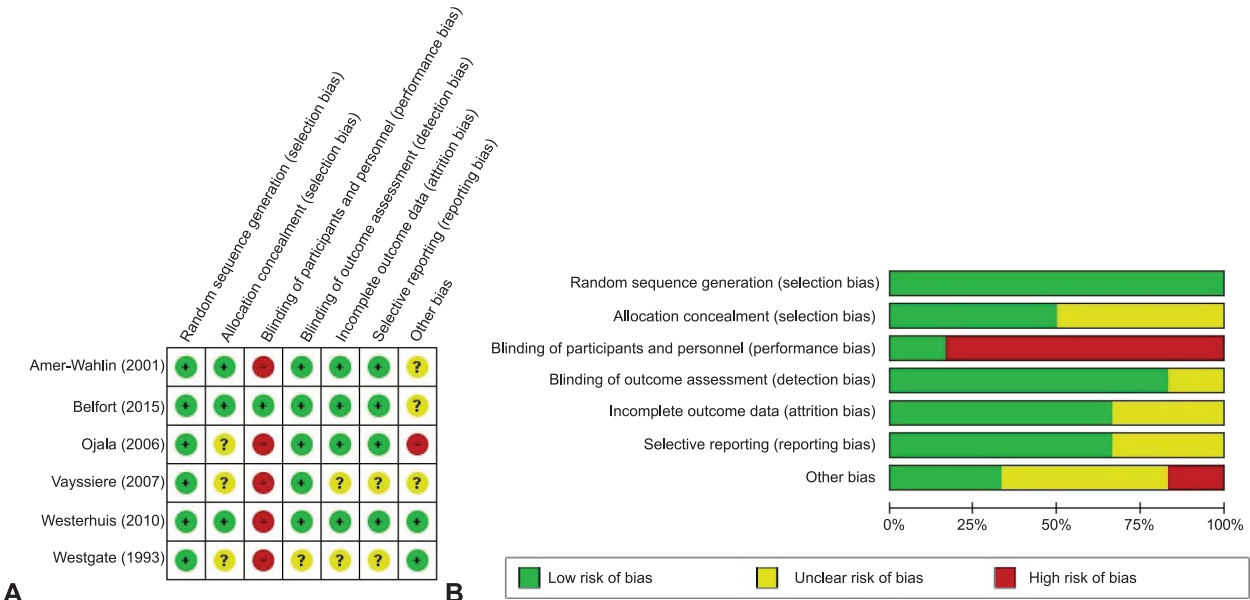 Random sequence generation (selection bias)
Allocation concealment (selection bias)
Blinding of participants and personnel (performance bias)
Blinding of outcome assessment (detection bias)
Incomplete outcome data (attrition bias)
Selective reporting (reporting bias)
Other bias
Amer-Wahlin (2001) + + - + + + ?
Belfort (2015) + + + + + + ?
Ojala (2006) + ? - + + + -
Vayssiere (2007) + ? - + ? ? ?
Westerhuis (2010) + + - + + + +
Westgate (1993) + ? - ? ? ? +
A
Random sequence generation (selection bias)
Allocation concealment (selection bias)
Blinding of participants and personnel (performance bias)
Blinding of outcome assessment (detection bias)
Incomplete outcome data (attrition bias)
Selective reporting (reporting bias)
Other bias
0% 25% 50% 75% 100%
B
Low risk of bias Unclear risk of bias High risk of bias